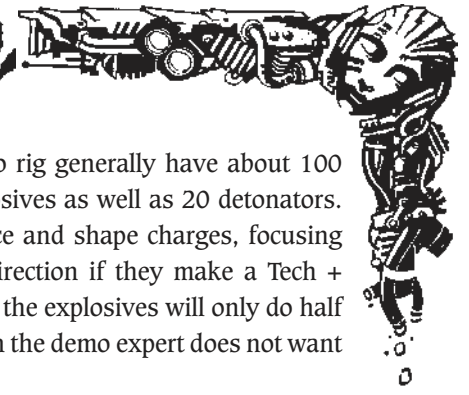 rig generally have about 100
sives as well as 20 detonators.
ce and shape charges, focusing
irection if they make a Tech +
the explosives will only do half
the demo expert does not want